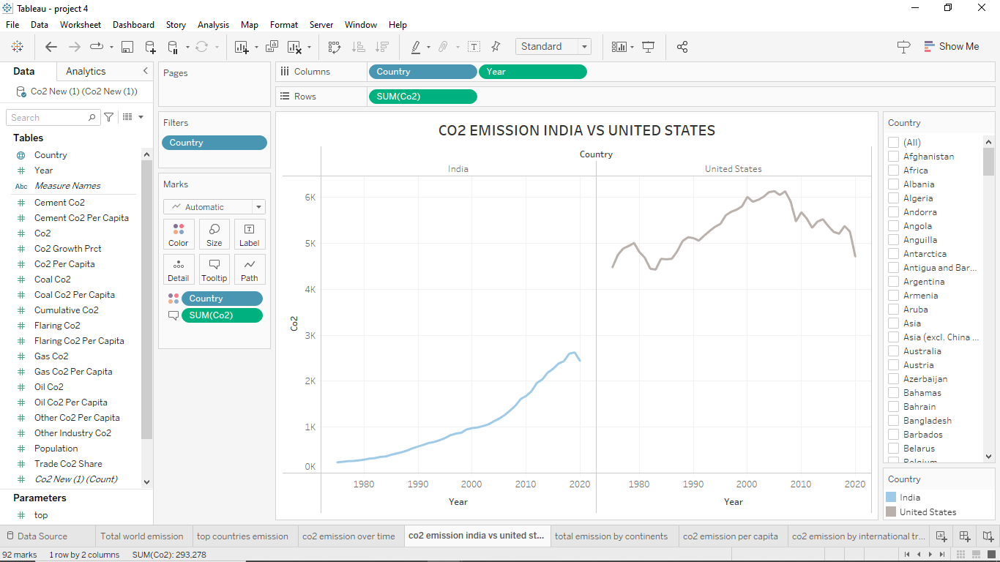 Tableau - project 4
File Data Worksheet Dashboard Story Analysis Map Format Server Window Help
Standard
Show Me
Data Analytics
Co2 New (1) (Co2 New (1))
Search
Tables
Country
Year
Abc Measure Names
Cement Co2
Cement Co2 Per Capita
Co2
Co2 Growth Prct
Co2 Per Capita
Coal Co2
Coal Co2 Per Capita
Cumulative Co2
Flaring Co2
Flaring Co2 Per Capita
Gas Co2
Gas Co2 Per Capita
Oil Co2
Oil Co2 Per Capita
Other Co2 Per Capita
Other Industry Co2
Population
Trade Co2 Share
Co2 New (1) (Count)
Parameters
top
Pages
Filters
Country
Marks
Automatic
Color Size Label
Detail Tooltip Path
Country
SUM(Co2)
Columns Country Year
Rows SUM(Co2)
CO2 EMISSION INDIA VS UNITED STATES
Country
India United States
6K
5K
4K
3K
2K
1K
0K
Co2
1980 1990 2000 2010 2020 1980 1990 2000 2010 2020
Year Year
Country
(All)
Afghanistan
Africa
Albania
Algeria
Andorra
Angola
Anguilla
Antarctica
Antigua and Bar...
Argentina
Armenia
Aruba
Asia
Asia (excl. China ...
Australia
Austria
Azerbaijan
Bahamas
Bahrain
Bangladesh
Barbados
Belarus
Belgium
Country
India
United States
Data Source Total world emission top countries emission co2 emission over time co2 emission india vs united st... total emission by continents co2 emission per capita co2 emission by international tr...
92 marks 1 row by 2 columns SUM(Co2): 293,278